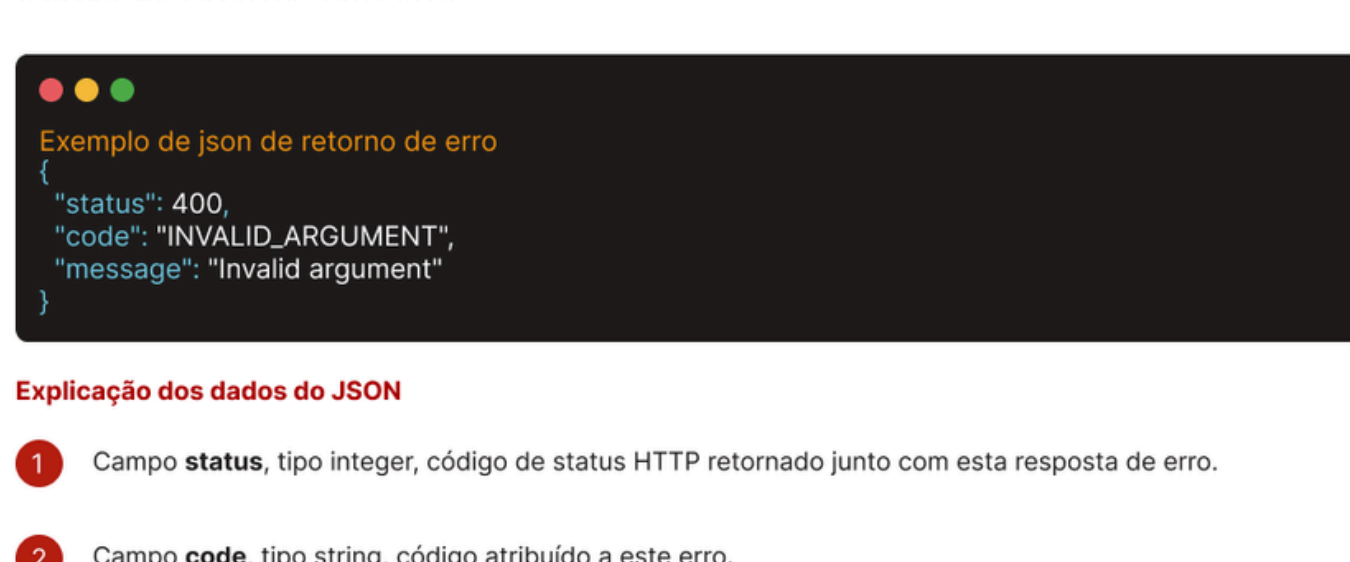 Exemplo de json de retorno de erro
{
"status": 400,
"code": "INVALID_ARGUMENT",
"message": "Invalid argument"
}
Explicação dos dados do JSON
1 Campo status, tipo integer, código de status HTTP retornado junto com esta resposta de erro.
2 Campo code, tipo string, código atribuído a este erro.